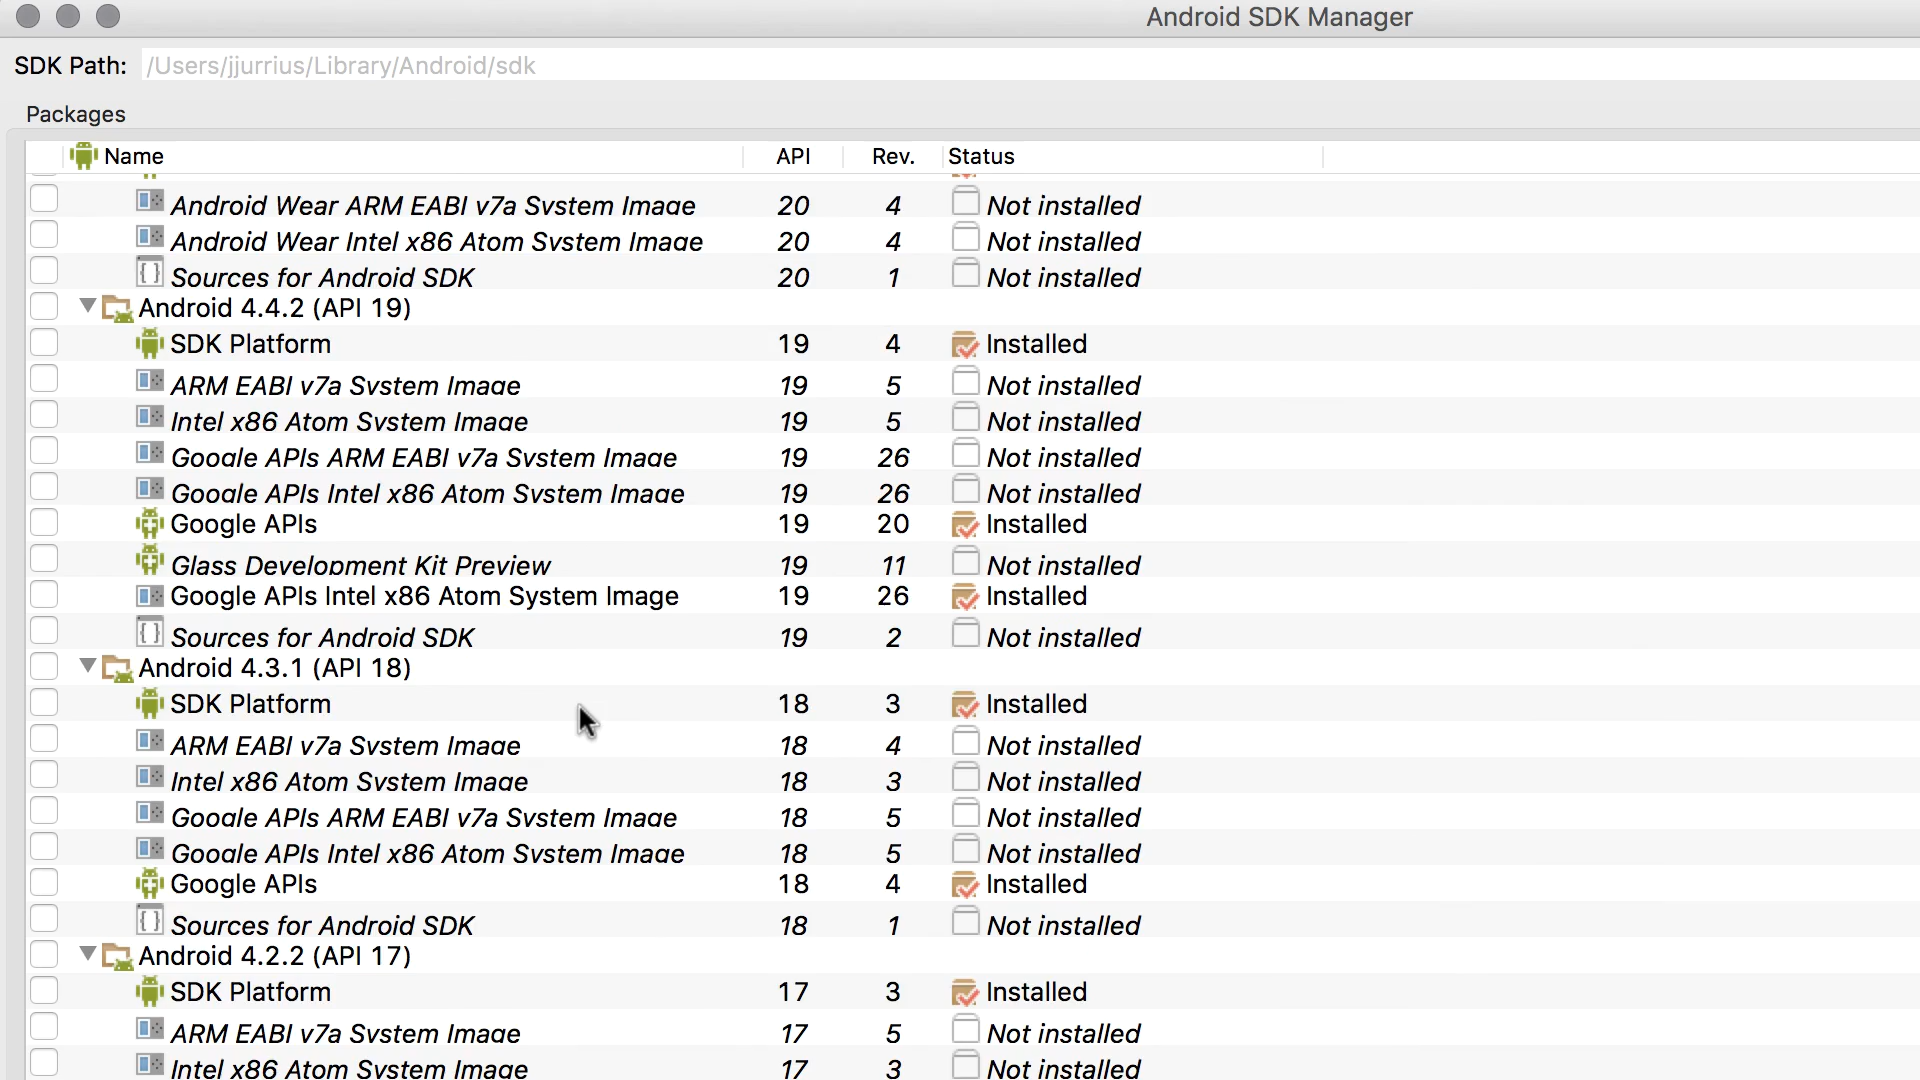 Android SDK Manager
SDK Path: /Users/jjurrius/Library/Android/sdk
Packages
Name API Rev. Status
Android Wear ARM EABI v7a System Image 20 4 Not installed
Android Wear Intel x86 Atom System Image 20 4 Not installed
Sources for Android SDK 20 1 Not installed
Android 4.4.2 (API 19)
SDK Platform 19 4 Installed
ARM EABI v7a System Image 19 5 Not installed
Intel x86 Atom System Image 19 5 Not installed
Google APIs ARM EABI v7a System Image 19 26 Not installed
Google APIs Intel x86 Atom System Image 19 26 Not installed
Google APIs 19 20 Installed
Glass Development Kit Preview 19 11 Not installed
Google APIs Intel x86 Atom System Image 19 26 Installed
Sources for Android SDK 19 2 Not installed
Android 4.3.1 (API 18)
SDK Platform 18 3 Installed
ARM EABI v7a System Image 18 4 Not installed
Intel x86 Atom System Image 18 3 Not installed
Google APIs ARM EABI v7a System Image 18 5 Not installed
Google APIs Intel x86 Atom System Image 18 5 Not installed
Google APIs 18 4 Installed
Sources for Android SDK 18 1 Not installed
Android 4.2.2 (API 17)
SDK Platform 17 3 Installed
ARM EABI v7a System Image 17 5 Not installed
Intel x86 Atom System Image 17 3 Not installed